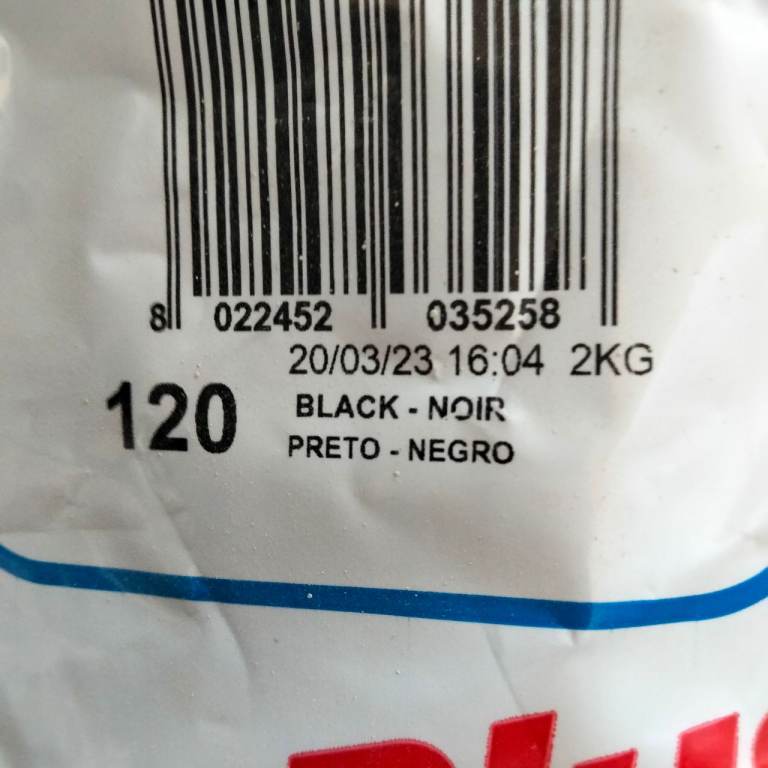 8 022452 035258
20/03/23 16:04 2KG
120 BLACK - NOIR
PRETO - NEGRO